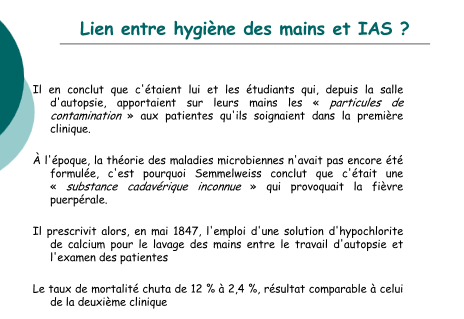 Lien entre hygiène des mains et IAS ?
Il en conclut que c'étaient lui et les étudiants qui, depuis la salle
d'autopsie, apportaient sur leurs mains les « particules de
contamination » aux patientes qu'ils soignaient dans la première
clinique.
À l'époque, la théorie des maladies microbiennes n'avait pas encore été
formulée, c'est pourquoi Semmelweiss conclut que c'était une
« substance cadavérique inconnue » qui provoquait la fièvre
puerpérale.
Il prescrivit alors, en mai 1847, l'emploi d'une solution d'hypochlorite
de calcium pour le lavage des mains entre le travail d'autopsie et
l'examen des patientes
Le taux de mortalité chuta de 12 % à 2,4 %, résultat comparable à celui
de la deuxième clinique